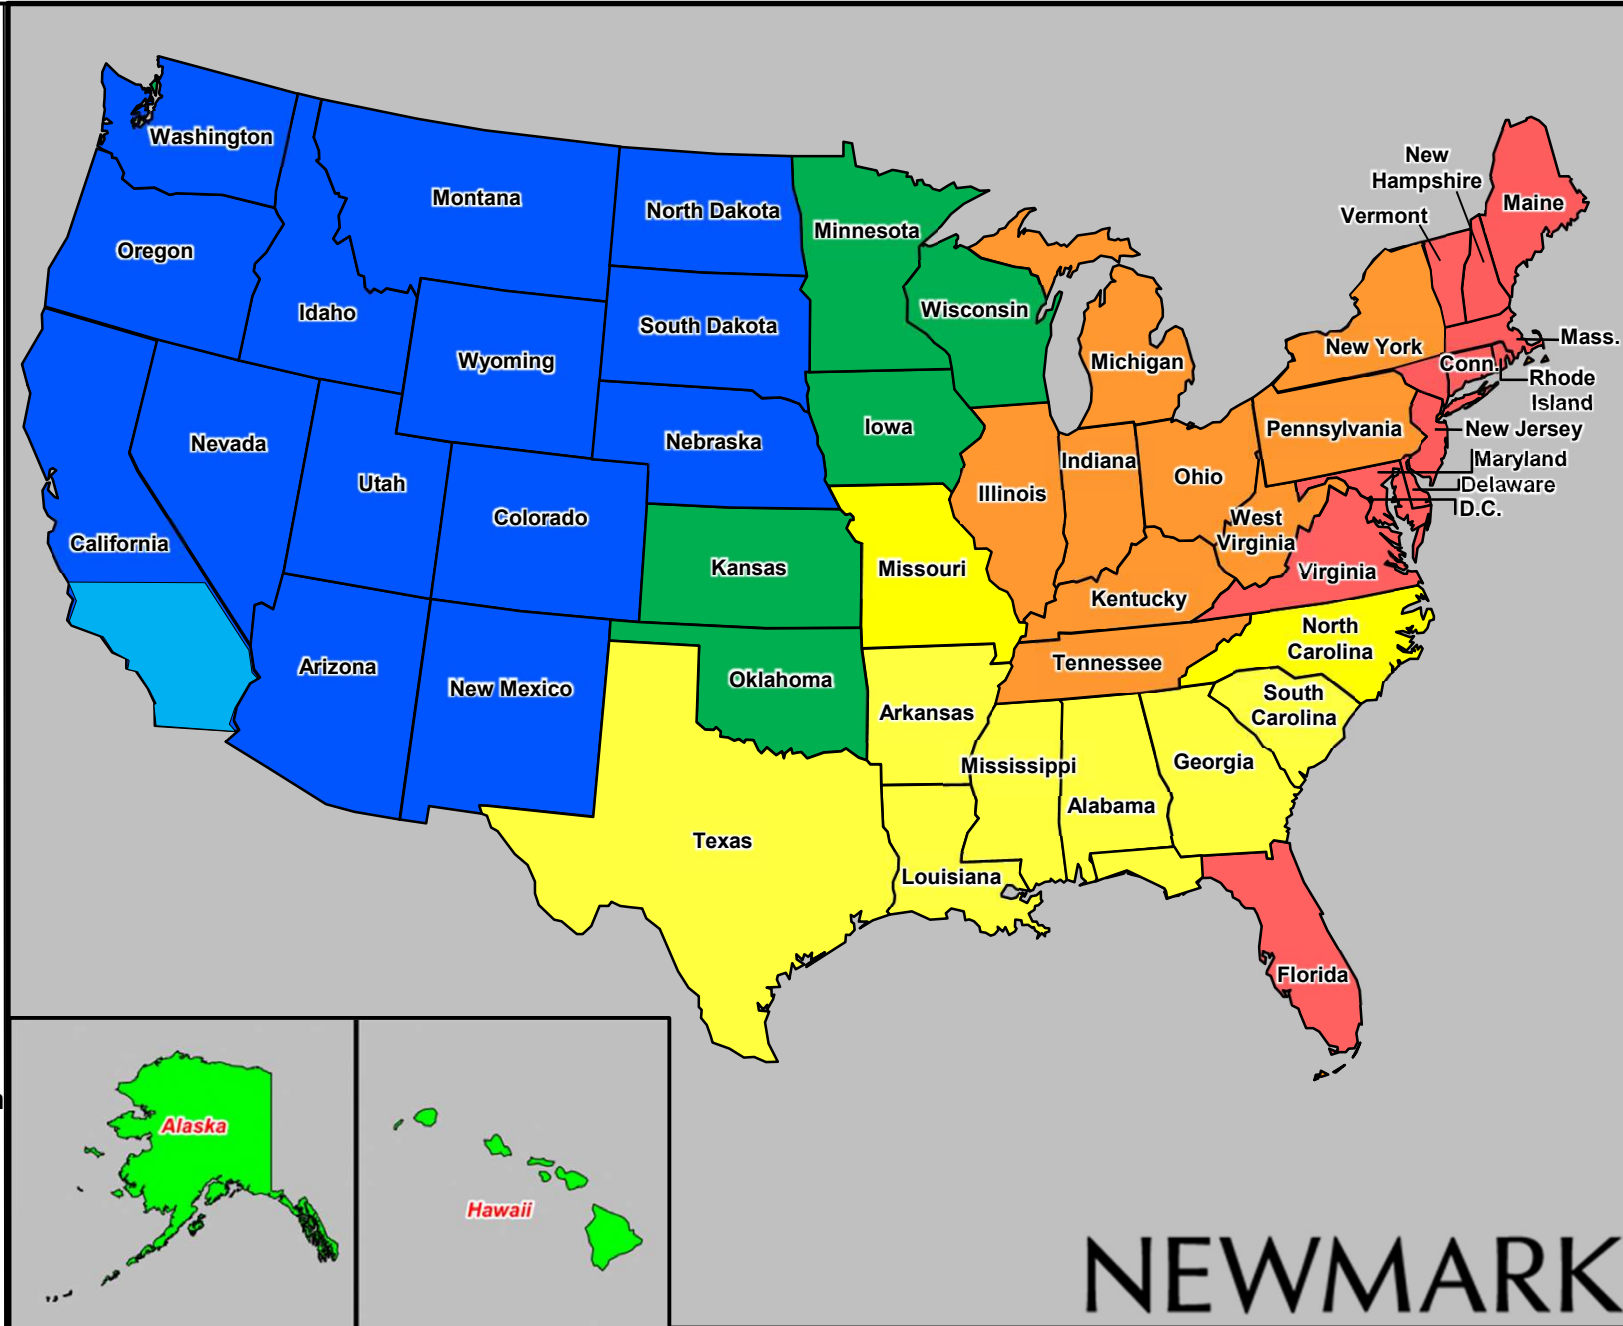 Washington
Montana
North Dakota
Minnesota
New
Hampshire
Vermont
Maine
Oregon
Idaho
South Dakota
Wisconsin
Wyoming
Michigan
New York
Mass.
Conn.
Rhode
Island
Nevada
Nebraska
Iowa
Pennsylvania
New Jersey
Utah
Colorado
Illinois
Indiana
Ohio
Maryland
Delaware
D.C.
California
Kansas
Missouri
West
Virginia
Virginia
Kentucky
North
Carolina
Arizona
New Mexico
Oklahoma
Tennessee
Arkansas
South
Carolina
Mississippi
Georgia
Alabama
Texas
Louisiana
Florida
Alaska
Hawaii
NEWMARK